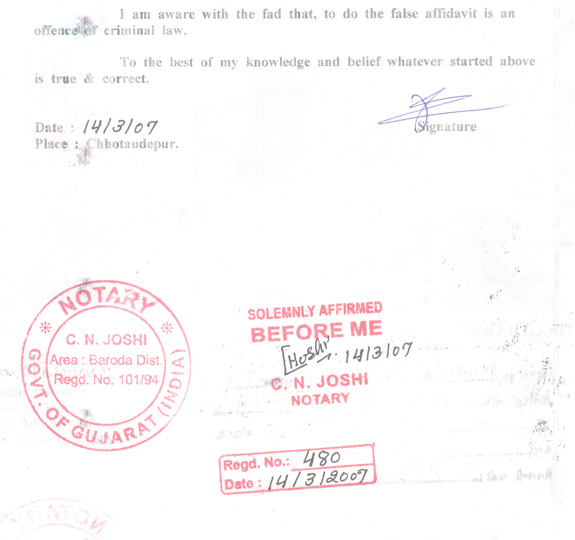 I am aware with the fad that, to do the false affidavit is an
offence of criminal law.
To the best of my knowledge and belief whatever started above
is true & correct.
Date : 14/3/07
Place : Chhotaudepur.
Signature
NOTARY
C. N. JOSHI
Area : Baroda Dist.
Regd. No. 101/94
GOVT. OF GUJARAT (INDIA)
SOLEMNLY AFFIRMED
BEFORE ME
14/3/07
C. N. JOSHI
NOTARY
Regd. No.: 480
Date : 14/3/2007
NOTARY